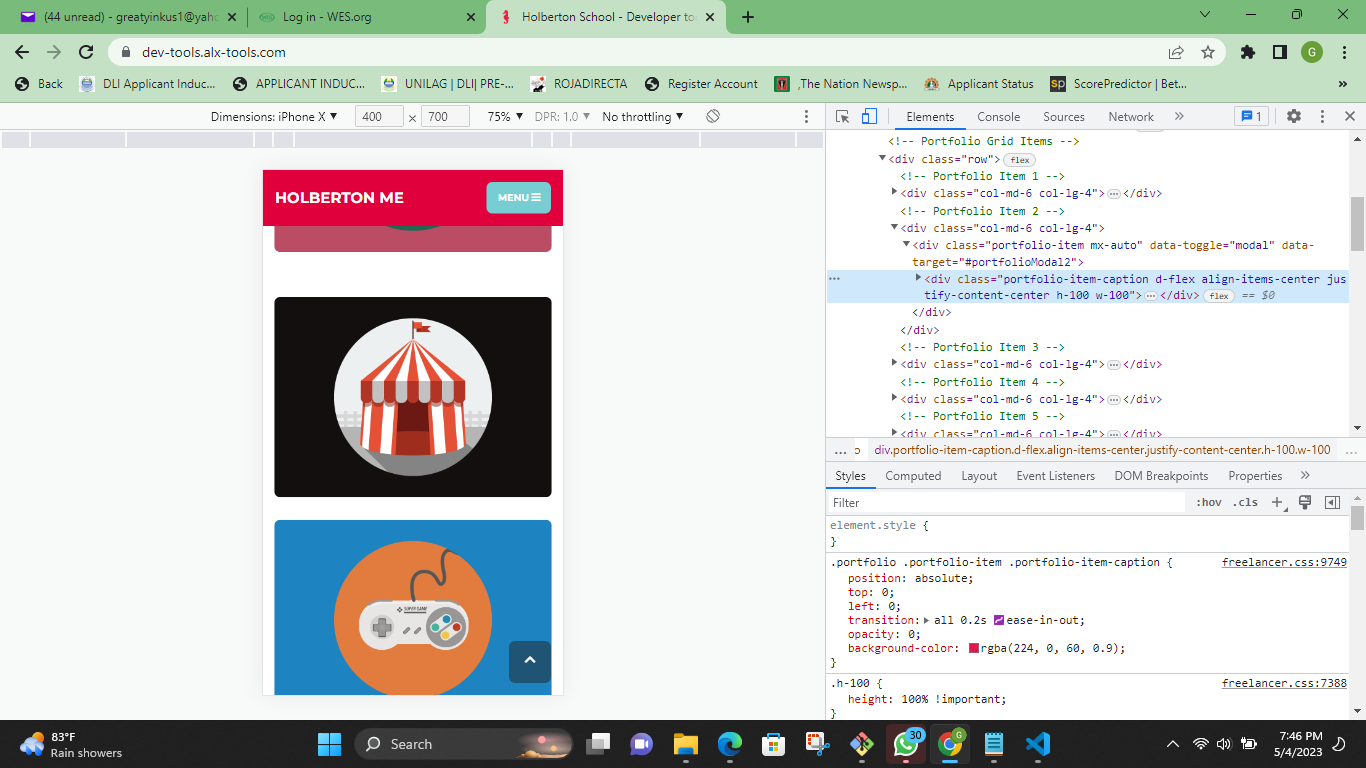 (44 unread) - greatyinkus1@yaho
Log in - WES.org
Holberton School - Developer to
dev-tools.alx-tools.com
G
Back
DLI Applicant Induc...
APPLICANT INDUC...
UNILAG | DLI| PRE-...
ROJADIRECTA
Register Account
,The Nation Newsp...
Applicant Status
sp
ScorePredictor | Bet...
»
Dimensions: iPhone X ▼
400
×
700
75% ▼
DPR: 1.0 ▼
No throttling ▼
HOLBERTON ME
MENU
SUPER GAME
Elements
Console
Sources
Network
»
1
<!-- Portfolio Grid Items -->
<div class="row"> flex
<!-- Portfolio Item 1 -->
<div class="col-md-6 col-lg-4"> … </div>
<!-- Portfolio Item 2 -->
<div class="col-md-6 col-lg-4">
<div class="portfolio-item mx-auto" data-toggle="modal" data-
target="#portfolioModal2">
<div class="portfolio-item-caption d-flex align-items-center jus
tify-content-center h-100 w-100"> … </div> flex == $0
</div>
</div>
<!-- Portfolio Item 3 -->
<div class="col-md-6 col-lg-4"> … </div>
<!-- Portfolio Item 4 -->
<div class="col-md-6 col-lg-4"> … </div>
<!-- Portfolio Item 5 -->
<div class="col-md-6 col-lg-4"> … </div>
... div.portfolio-item-caption.d-flex.align-items-center.justify-content-center.h-100.w-100 ...
Styles
Computed
Layout
Event Listeners
DOM Breakpoints
Properties
»
Filter
:hov
.cls
+
element.style {
}
.portfolio .portfolio-item .portfolio-item-caption {
freelancer.css:9749
position: absolute;
top: 0;
left: 0;
transition: all 0.2s ease-in-out;
opacity: 0;
background-color: rgba(224, 0, 60, 0.9);
}
.h-100 {
freelancer.css:7388
height: 100% !important;
}
83°F
Rain showers
Search
30
G
7:46 PM
5/4/2023